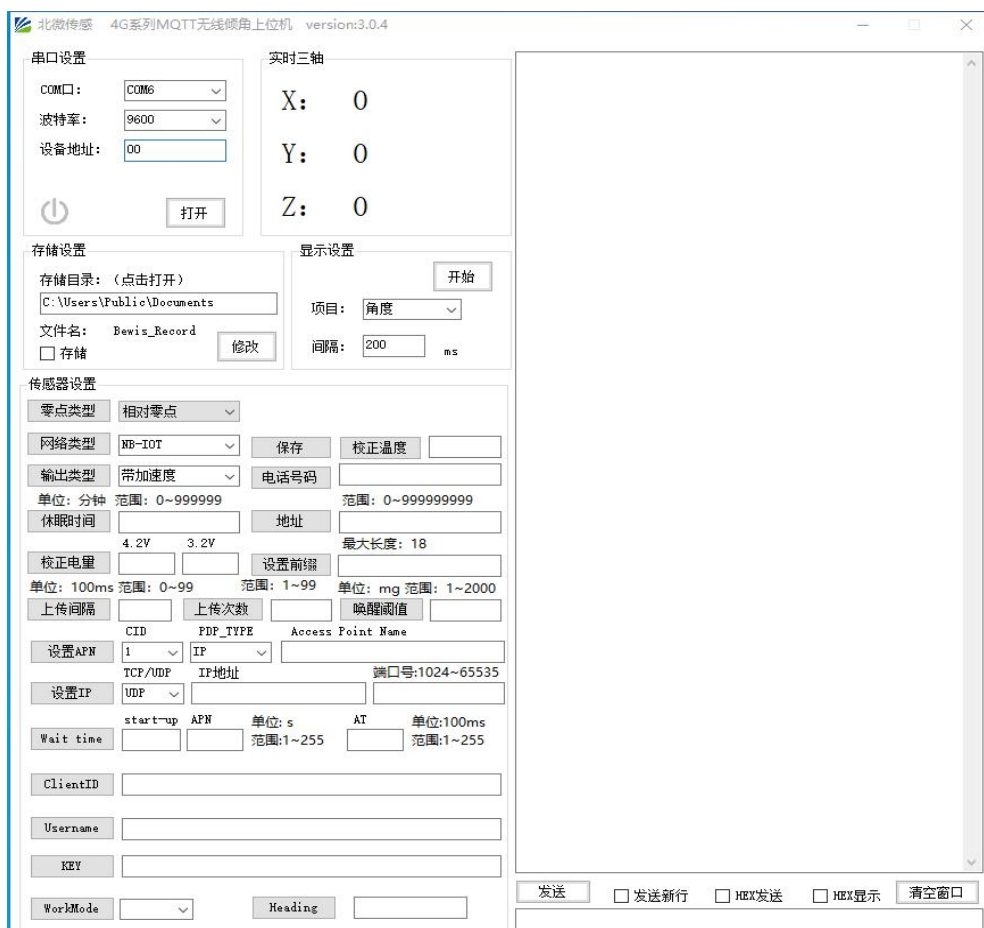 北微传感 4G系列MQTT无线倾角上位机 version:3.0.4
串口设置
COM口： COM6
波特率： 9600
设备地址： 00
打开
实时三轴
X： 0
Y： 0
Z： 0
存储设置
存储目录：（点击打开）
C:\Users\Public\Documents
文件名： Bewis_Record
存储
修改
显示设置
开始
项目： 角度
间隔： 200 ms
传感器设置
零点类型 相对零点
网络类型 NB-IOT 保存 校正温度
输出类型 带加速度 电话号码
单位：分钟 范围：0~999999 范围：0~999999999
休眠时间 地址
4.2V 3.2V 最大长度：18
校正电量 设置前缀
单位：100ms 范围：0~99 范围：1~99 单位：mg 范围：1~2000
上传间隔 上传次数 唤醒阈值
CID PDP_TYPE Access Point Name
设置APN 1 IP
TCP/UDP IP地址 端口号:1024~65535
设置IP UDP
start-up APN 单位:s AT 单位:100ms
Wait time 范围:1~255 范围:1~255
ClientID
Username
KEY
WorkMode Heading
发送 发送新行 HEX发送 HEX显示 清空窗口